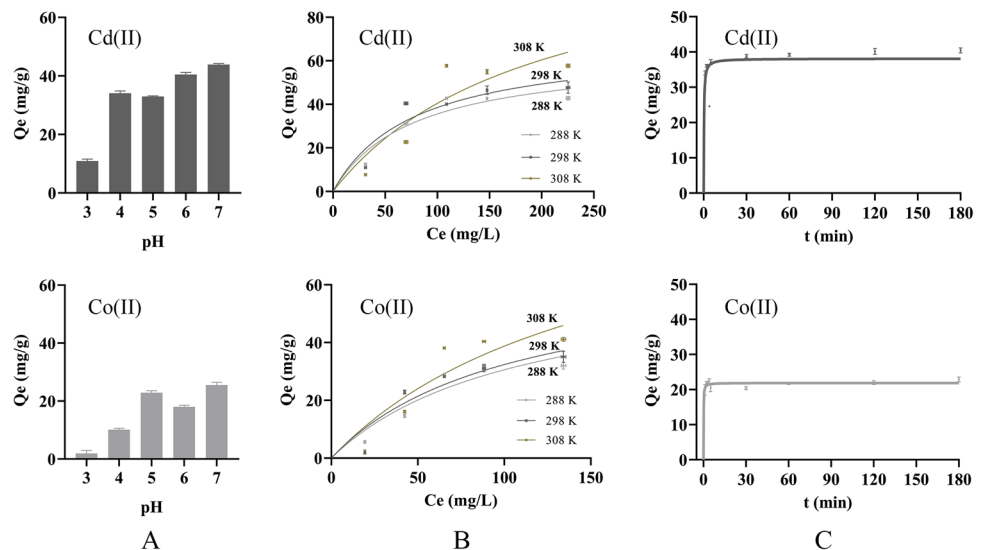 Cd(II)
Qe (mg/g)
60
40
20
0
3 4 5 6 7
pH
Cd(II)
Qe (mg/g)
80
60
40
20
0
308 K
298 K
288 K
288 K
298 K
308 K
0 50 100 150 200 250
Ce (mg/L)
Cd(II)
Qe (mg/g)
50
40
30
20
10
0
0 30 60 90 120 150 180
t (min)
Co(II)
Qe (mg/g)
60
40
20
0
3 4 5 6 7
pH
Co(II)
Qe (mg/g)
60
40
20
0
308 K
298 K
288 K
288 K
298 K
308 K
0 50 100 150
Ce (mg/L)
Co(II)
Qe (mg/g)
50
40
30
20
10
0
0 30 60 90 120 150 180
t (min)
A B C